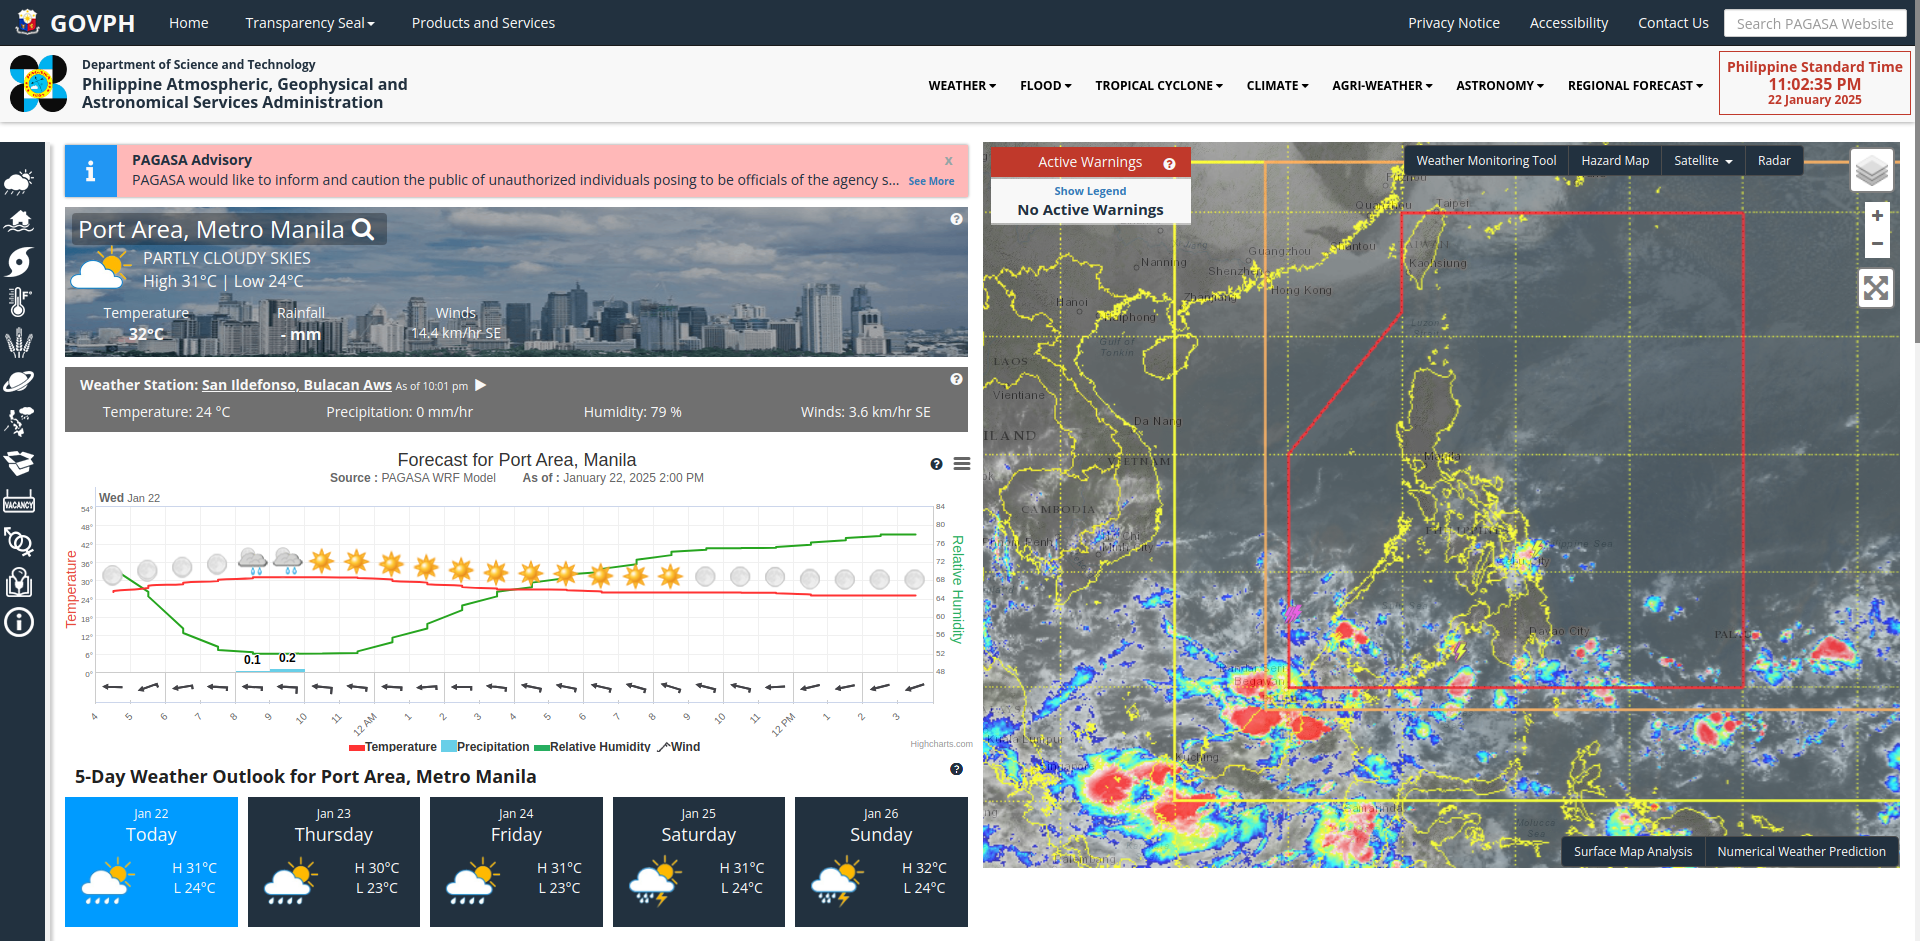 GOVPH
Home
Transparency Seal
Products and Services
Privacy Notice
Accessibility
Contact Us
Search PAGASA Website
Department of Science and Technology
Philippine Atmospheric, Geophysical and
Astronomical Services Administration
WEATHER
FLOOD
TROPICAL CYCLONE
CLIMATE
AGRI-WEATHER
ASTRONOMY
REGIONAL FORECAST
Philippine Standard Time
11:02:35 PM
22 January 2025
PAGASA Advisory
x
PAGASA would like to inform and caution the public of unauthorized individuals posing to be officials of the agency s... See More
Port Area, Metro Manila
PARTLY CLOUDY SKIES
High 31°C | Low 24°C
Temperature
32°C
Rainfall
- mm
Winds
14.4 km/hr SE
Weather Station: San Ildefonso, Bulacan Aws As of 10:01 pm
Temperature: 24 °C
Precipitation: 0 mm/hr
Humidity: 79 %
Winds: 3.6 km/hr SE
Forecast for Port Area, Manila
Source : PAGASA WRF Model As of : January 22, 2025 2:00 PM
Wed Jan 22
Temperature
54°
48°
42°
36°
30°
24°
18°
12°
6°
0°
84
80
76
72
68
64
60
56
52
48
Relative Humidity
0.1
0.2
4 5 6 7 8 9 10 11 12 AM 1 2 3 4 5 6 7 8 9 10 11 12 PM 1 2 3
Temperature Precipitation Relative Humidity Wind
Highcharts.com
5-Day Weather Outlook for Port Area, Metro Manila
Jan 22
Today
H 31°C
L 24°C
Jan 23
Thursday
H 30°C
L 23°C
Jan 24
Friday
H 31°C
L 23°C
Jan 25
Saturday
H 31°C
L 24°C
Jan 26
Sunday
H 32°C
L 24°C
VACANCY
Active Warnings
Show Legend
No Active Warnings
Weather Monitoring Tool
Hazard Map
Satellite
Radar
+
−
Taipei
Guangzhou
Nanning
Kaohsiung
Hong Kong
Hanoi
Gulf of
Tonkin
LAOS
Vientiane
Da Nang
VIETNAM
CAMBODIA
Manila
Davao City
Kuching
Samarinda
Surface Map Analysis
Numerical Weather Prediction